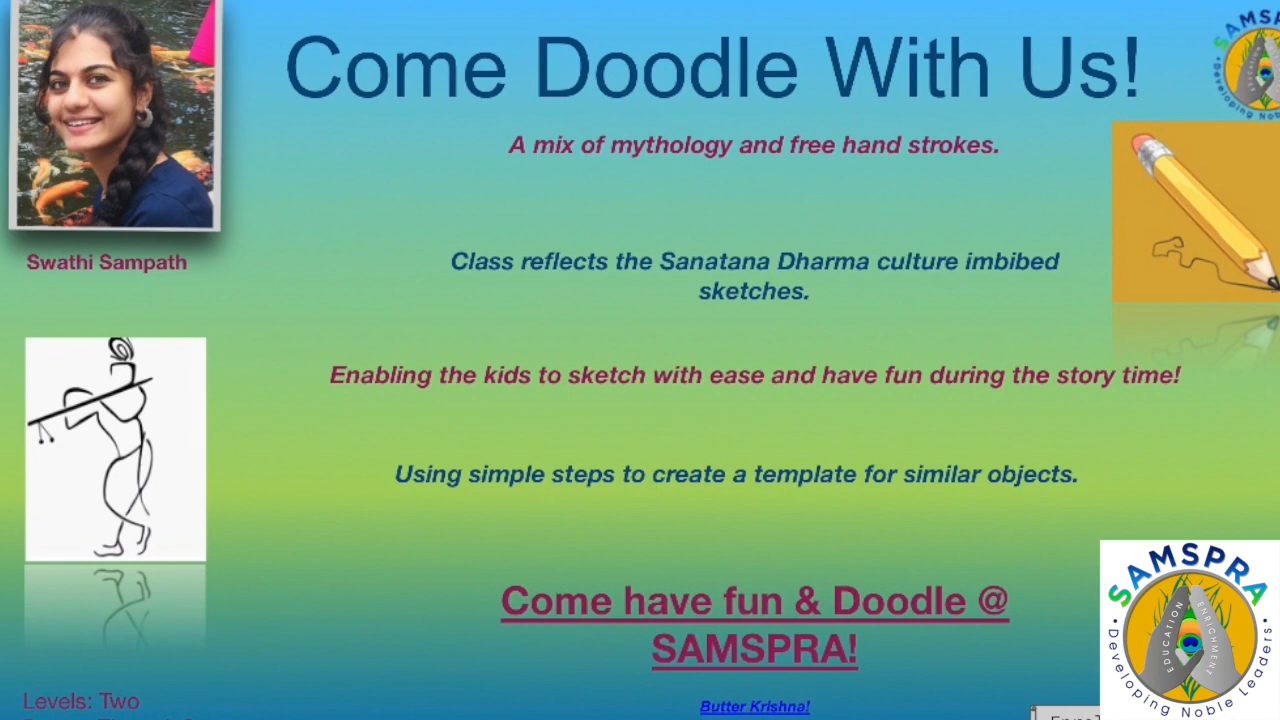 Come Doodle With Us!
A mix of mythology and free hand strokes.
Swathi Sampath
Class reflects the Sanatana Dharma culture imbibed
sketches.
Enabling the kids to sketch with ease and have fun during the story time!
Using simple steps to create a template for similar objects.
Come have fun & Doodle @
SAMSPRA!
Butter Krishna!
Levels: Two
SAMSPRA
EDUCATION
ENRICHMENT
• Developing Noble Leaders •